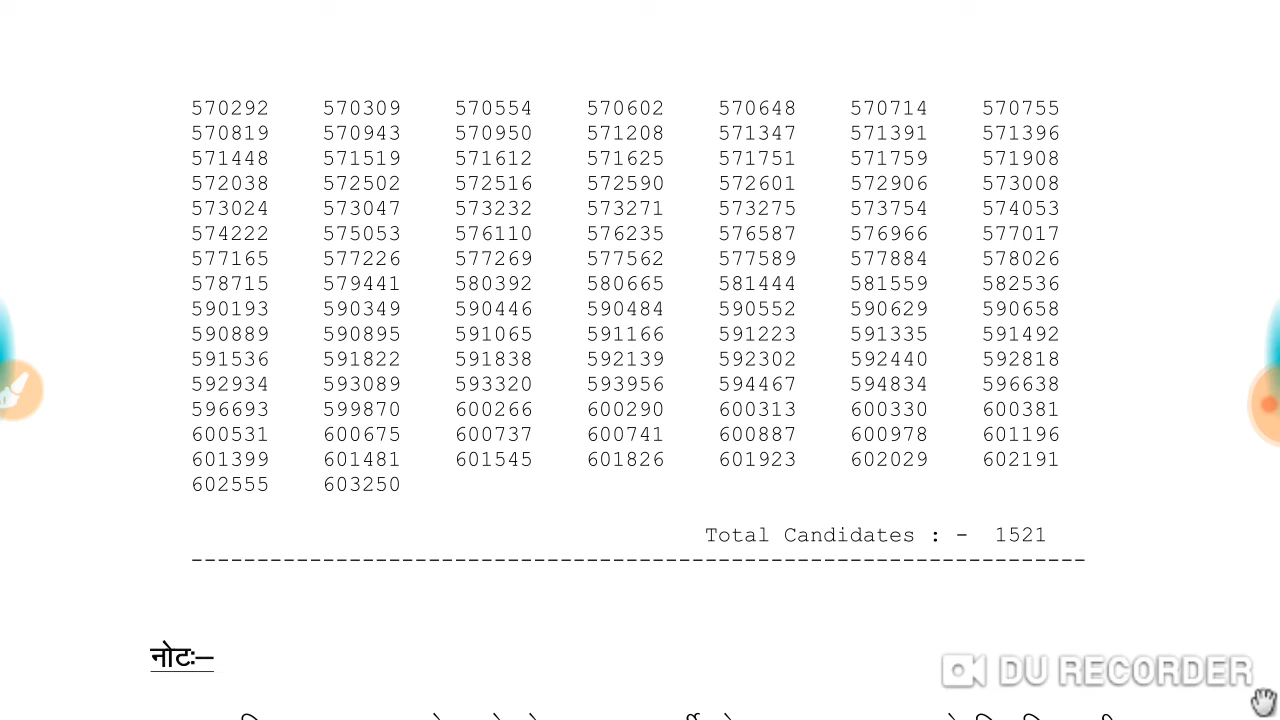 570292 570309 570554 570602 570648 570714 570755
570819 570943 570950 571208 571347 571391 571396
571448 571519 571612 571625 571751 571759 571908
572038 572502 572516 572590 572601 572906 573008
573024 573047 573232 573271 573275 573754 574053
574222 575053 576110 576235 576587 576966 577017
577165 577226 577269 577562 577589 577884 578026
578715 579441 580392 580665 581444 581559 582536
590193 590349 590446 590484 590552 590629 590658
590889 590895 591065 591166 591223 591335 591492
591536 591822 591838 592139 592302 592440 592818
592934 593089 593320 593956 594467 594834 596638
596693 599870 600266 600290 600313 600330 600381
600531 600675 600737 600741 600887 600978 601196
601399 601481 601545 601826 601923 602029 602191
602555 603250
Total Candidates : - 1521
--------------------------------------------------------------------
नोटः–
DU RECORDER